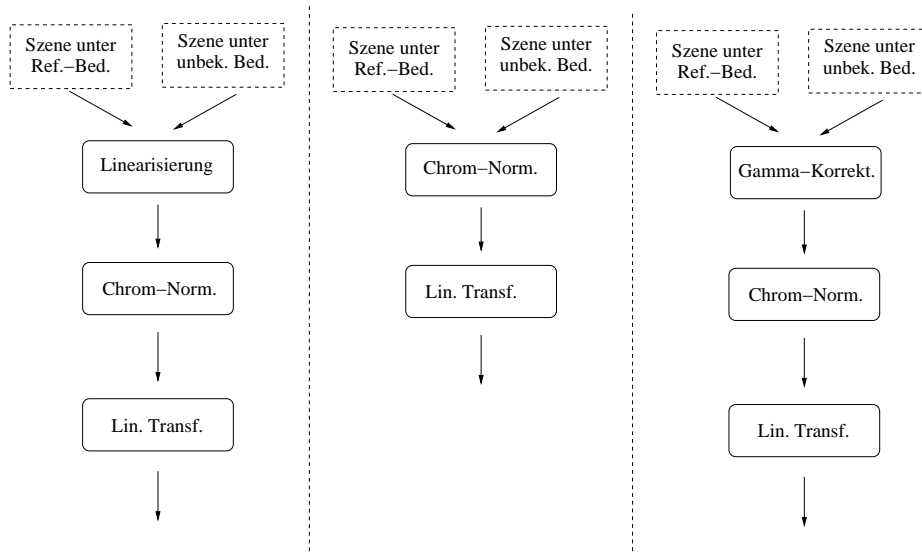 Szene unter
Ref.−Bed.
Szene unter
unbek. Bed.
Linearisierung
Chrom−Norm.
Lin. Transf.
Szene unter
Ref.−Bed.
Szene unter
unbek. Bed.
Chrom−Norm.
Lin. Transf.
Szene unter
Ref.−Bed.
Szene unter
unbek. Bed.
Gamma−Korrekt.
Chrom−Norm.
Lin. Transf.